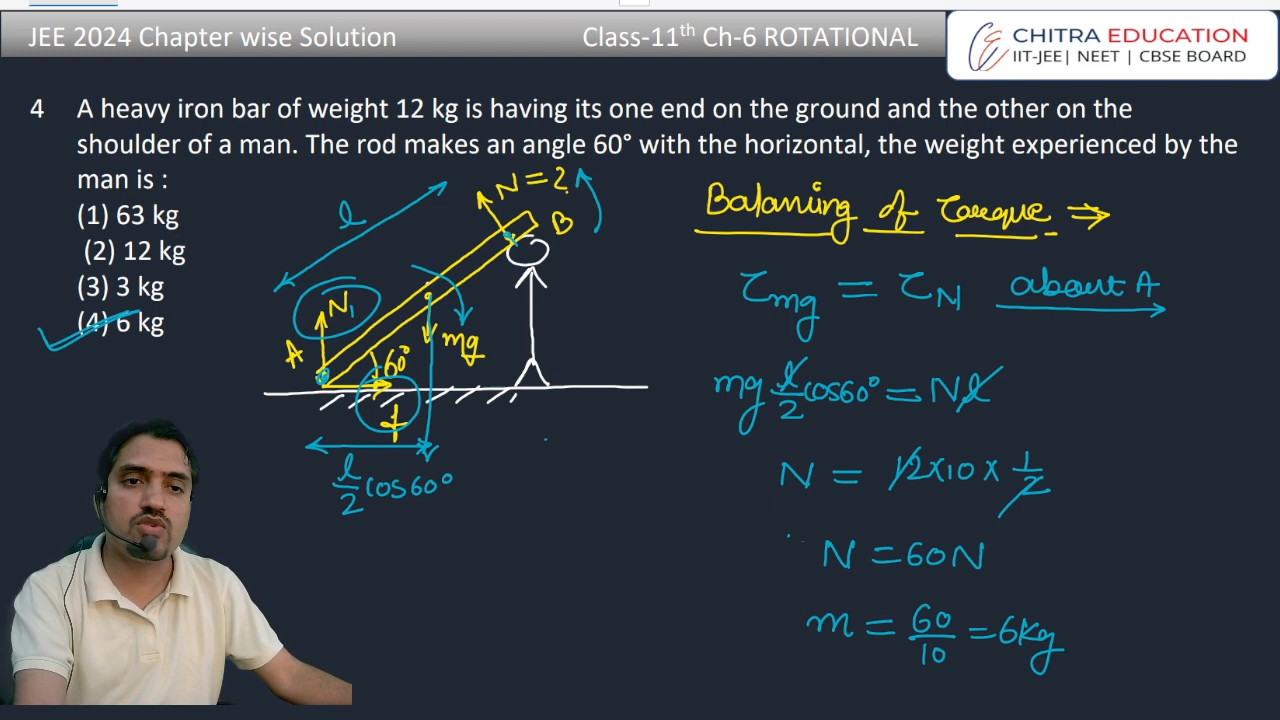 JEE 2024 Chapter wise Solution
Class-11th Ch-6 ROTATIONAL
CHITRA EDUCATION
IIT-JEE| NEET | CBSE BOARD
4 A heavy iron bar of weight 12 kg is having its one end on the ground and the other on the
shoulder of a man. The rod makes an angle 60° with the horizontal, the weight experienced by the
man is :
(1) 63 kg
(2) 12 kg
(3) 3 kg
(4) 6 kg
l
N = ?
B
N₁
A
60°
mg
f
l/2 cos60°
Balancing of Torque ⇒
τmg = τN about A
mg l/2 cos60° = Nl
N = 12×10×1/2
N = 60N
m = 60/10 = 6kg